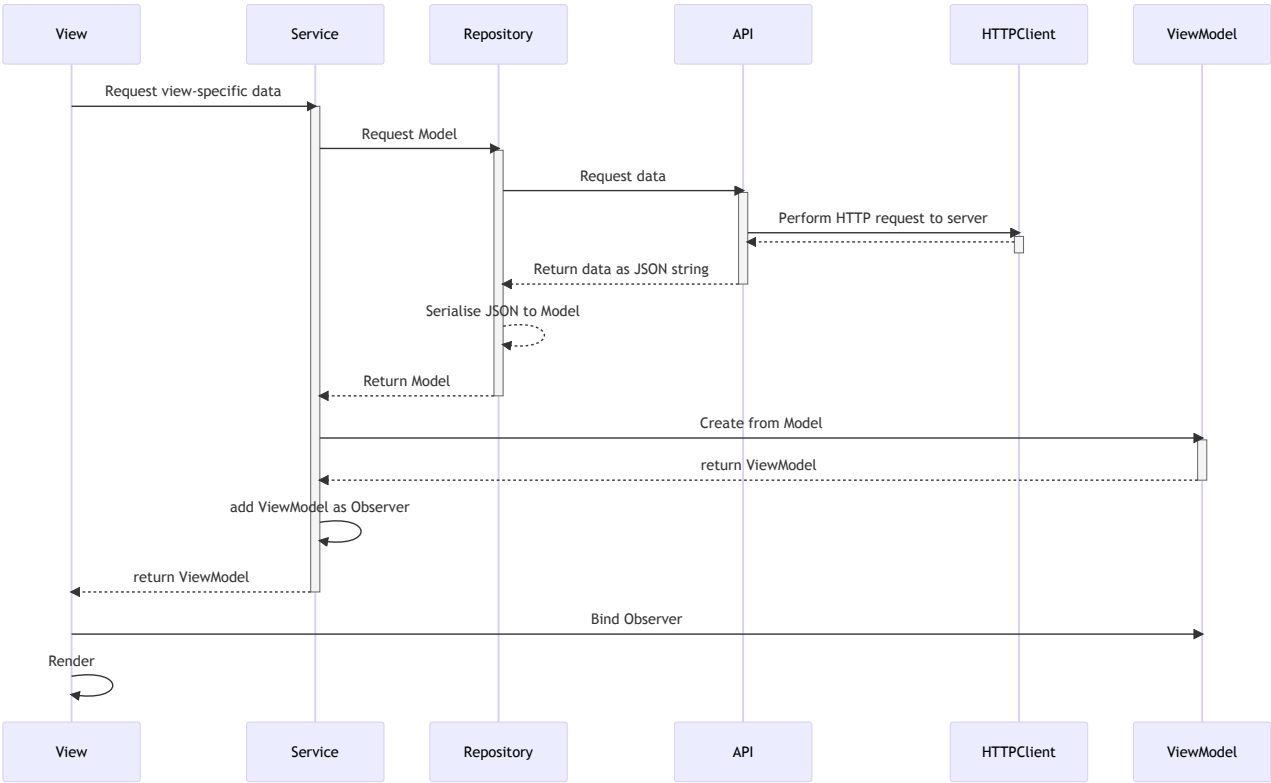 View
Service
Repository
API
HTTPClient
ViewModel
Request view-specific data
Request Model
Request data
Perform HTTP request to server
Return data as JSON string
Serialise JSON to Model
Return Model
Create from Model
return ViewModel
add ViewModel as Observer
return ViewModel
Bind Observer
Render
View
Service
Repository
API
HTTPClient
ViewModel